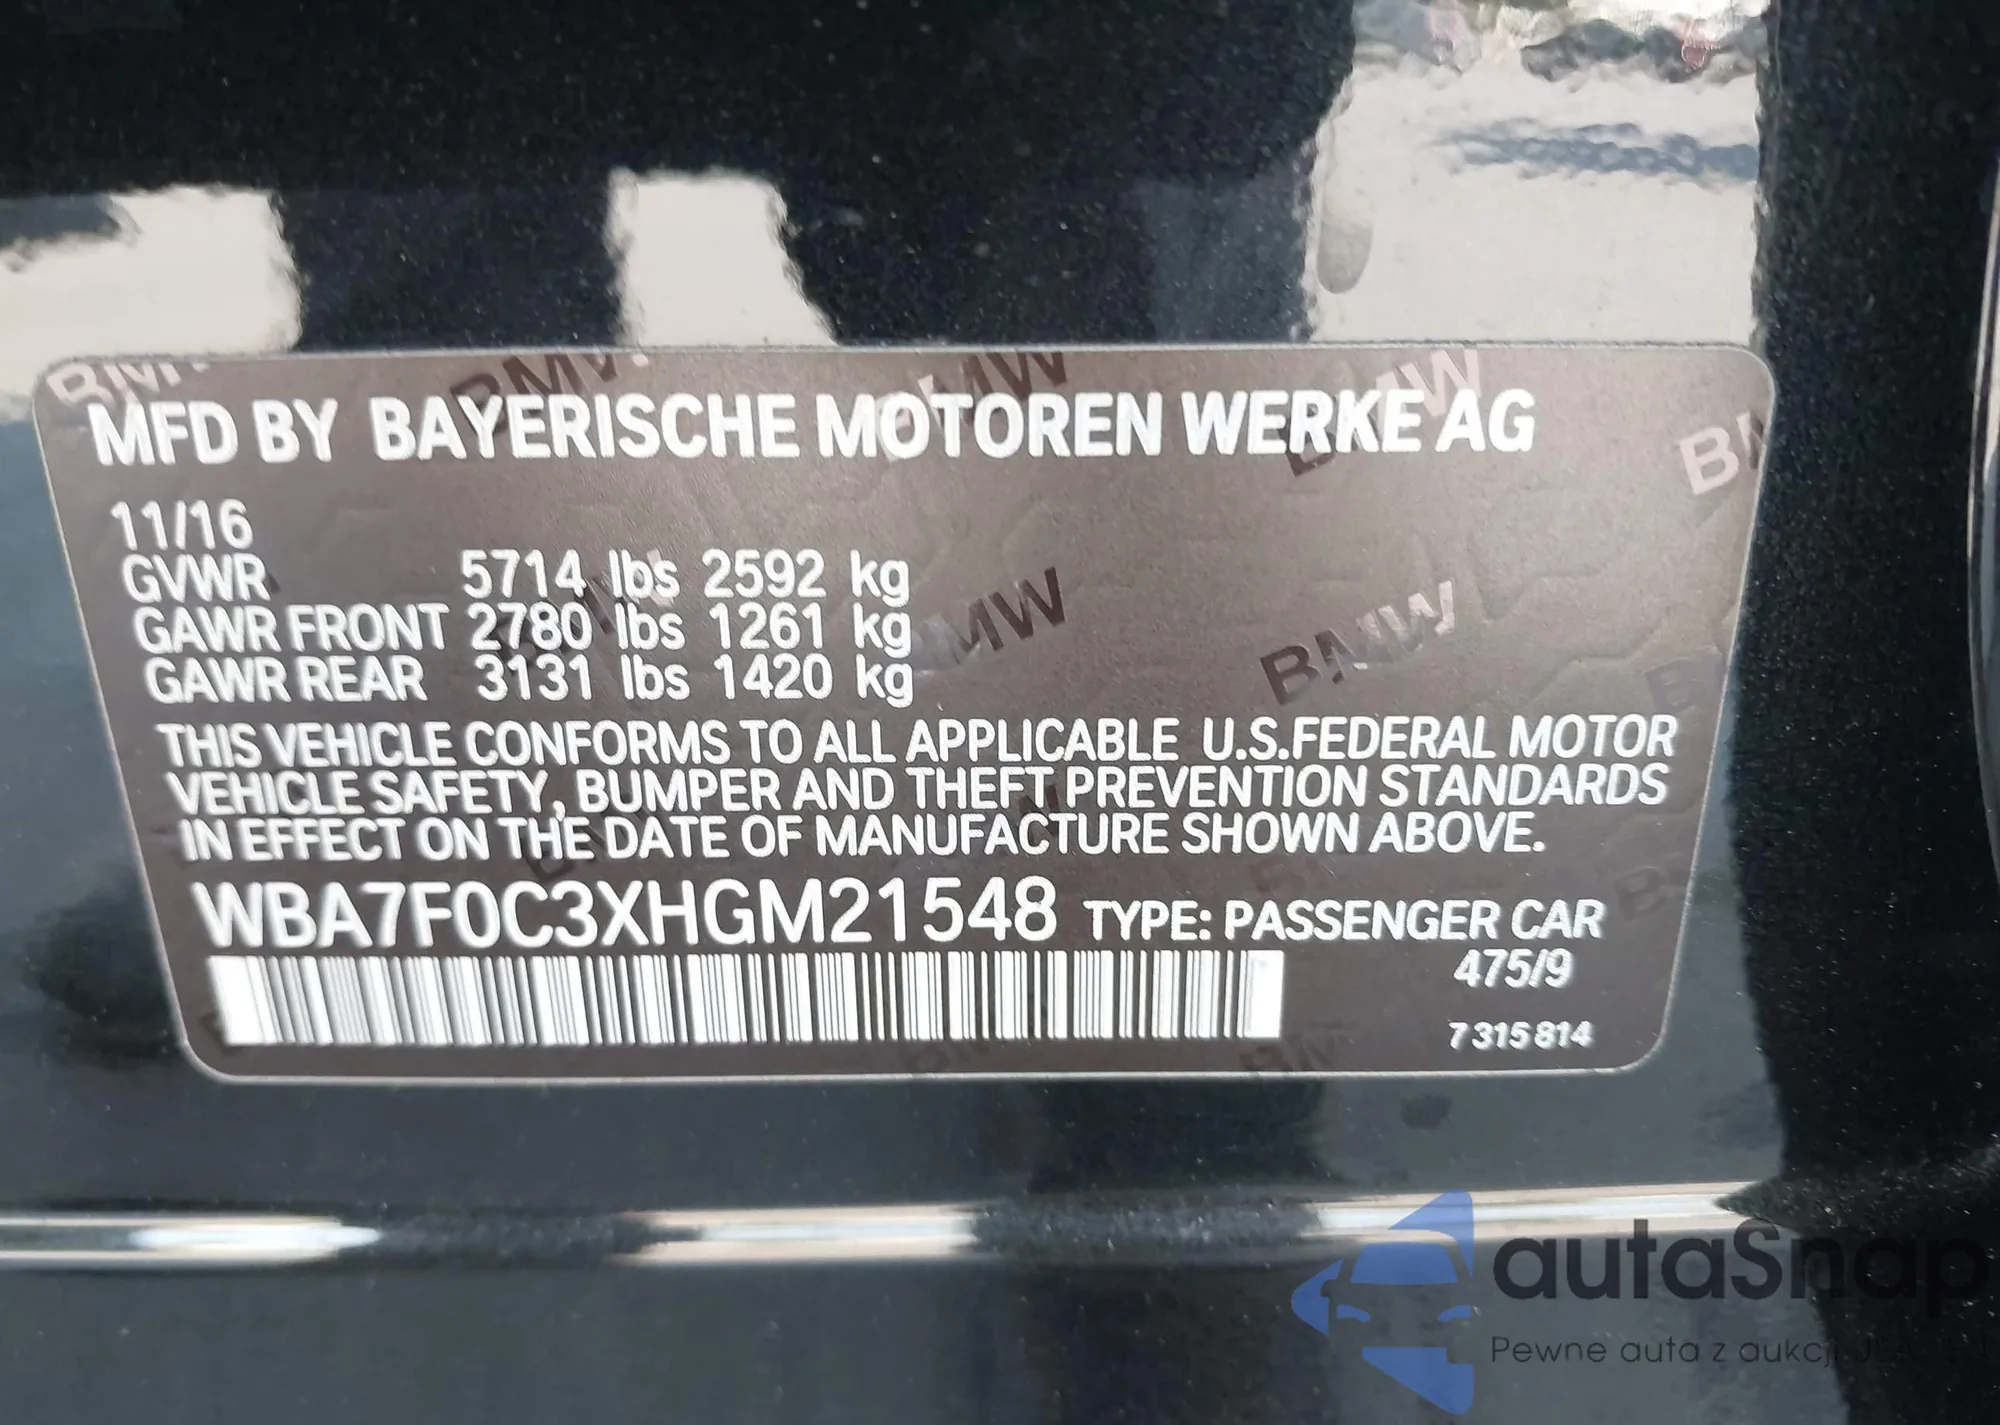 MFD BY BAYERISCHE MOTOREN WERKE AG
11/16
GVWR 5714 lbs 2592 kg
GAWR FRONT 2780 lbs 1261 kg
GAWR REAR 3131 lbs 1420 kg
THIS VEHICLE CONFORMS TO ALL APPLICABLE U.S.FEDERAL MOTOR
VEHICLE SAFETY, BUMPER AND THEFT PREVENTION STANDARDS
IN EFFECT ON THE DATE OF MANUFACTURE SHOWN ABOVE.
WBA7F0C3XHGM21548 TYPE: PASSENGER CAR
475/9
7 315 814
autaSnap
Pewne auta z aukcji